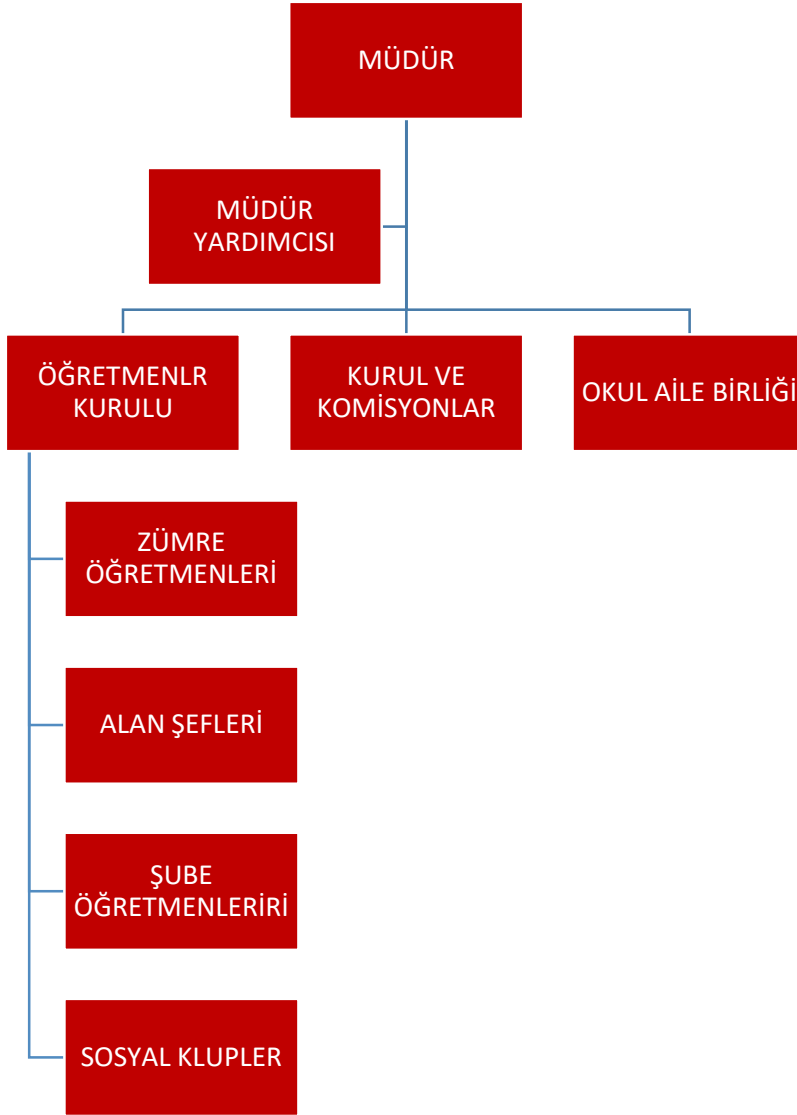 MÜDÜR
MÜDÜR
YARDIMCISI
ÖĞRETMENLR
KURULU
KURUL VE
KOMİSYONLAR
OKUL AİLE BİRLİĞİ
ZÜMRE
ÖĞRETMENLERİ
ALAN ŞEFLERİ
ŞUBE
ÖĞRETMENLERİRİ
SOSYAL KLUPLER